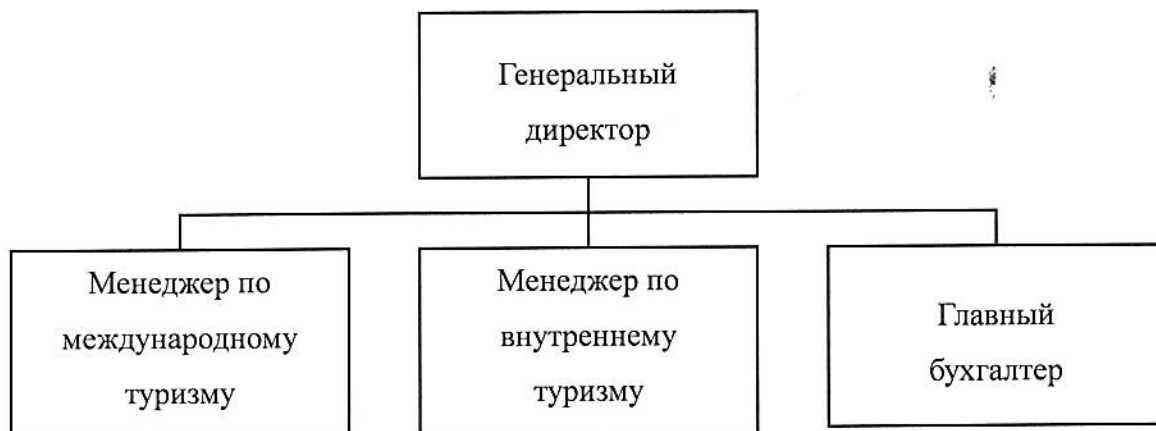 Генеральный
директор
Менеджер по
международному
туризму
Менеджер по
внутреннему
туризму
Главный
бухгалтер